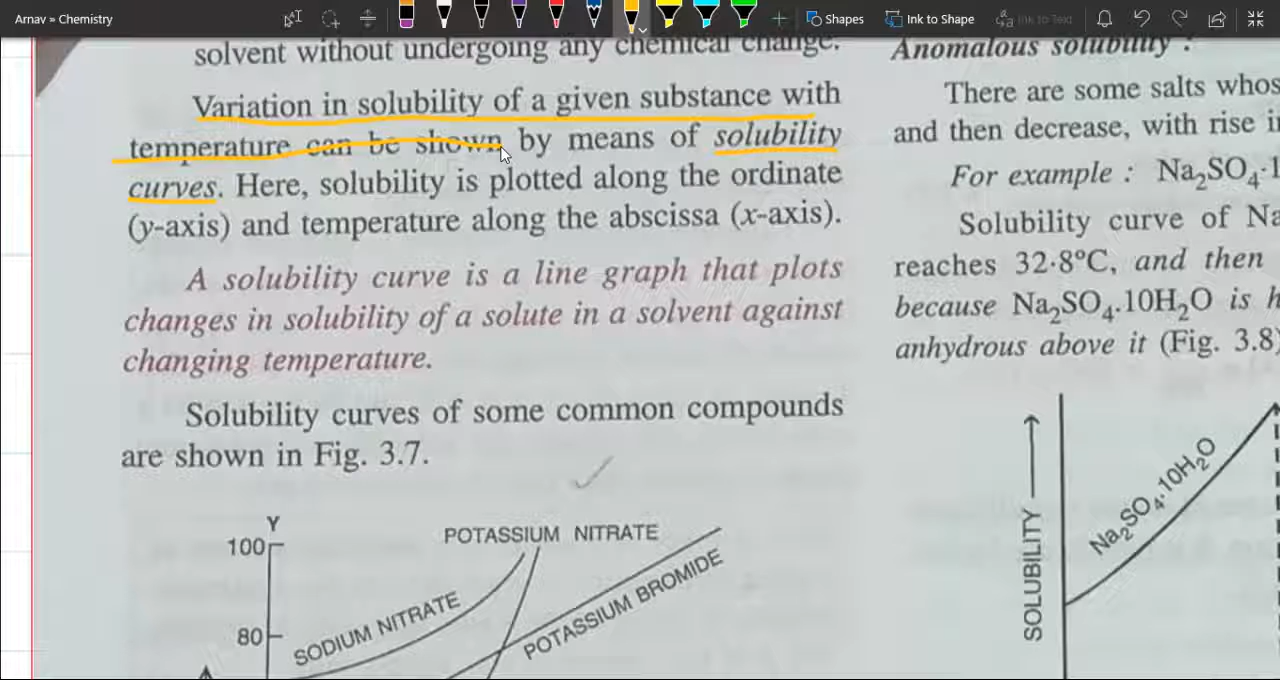 Arnav » Chemistry
Shapes
Ink to Shape
Ink to Text
solvent without undergoing any chemical change.
Variation in solubility of a given substance with
temperature can be shown by means of solubility
curves. Here, solubility is plotted along the ordinate
(y-axis) and temperature along the abscissa (x-axis).
A solubility curve is a line graph that plots
changes in solubility of a solute in a solvent against
changing temperature.
Solubility curves of some common compounds
are shown in Fig. 3.7.
Y
100
POTASSIUM NITRATE
SODIUM NITRATE
POTASSIUM BROMIDE
80
Anomalous solubility :
There are some salts whos
and then decrease, with rise i
For example : Na₂SO₄·1
Solubility curve of Na
reaches 32·8°C, and then
because Na₂SO₄.10H₂O is h
anhydrous above it (Fig. 3.8)
SOLUBILITY
Na₂SO₄.10H₂O